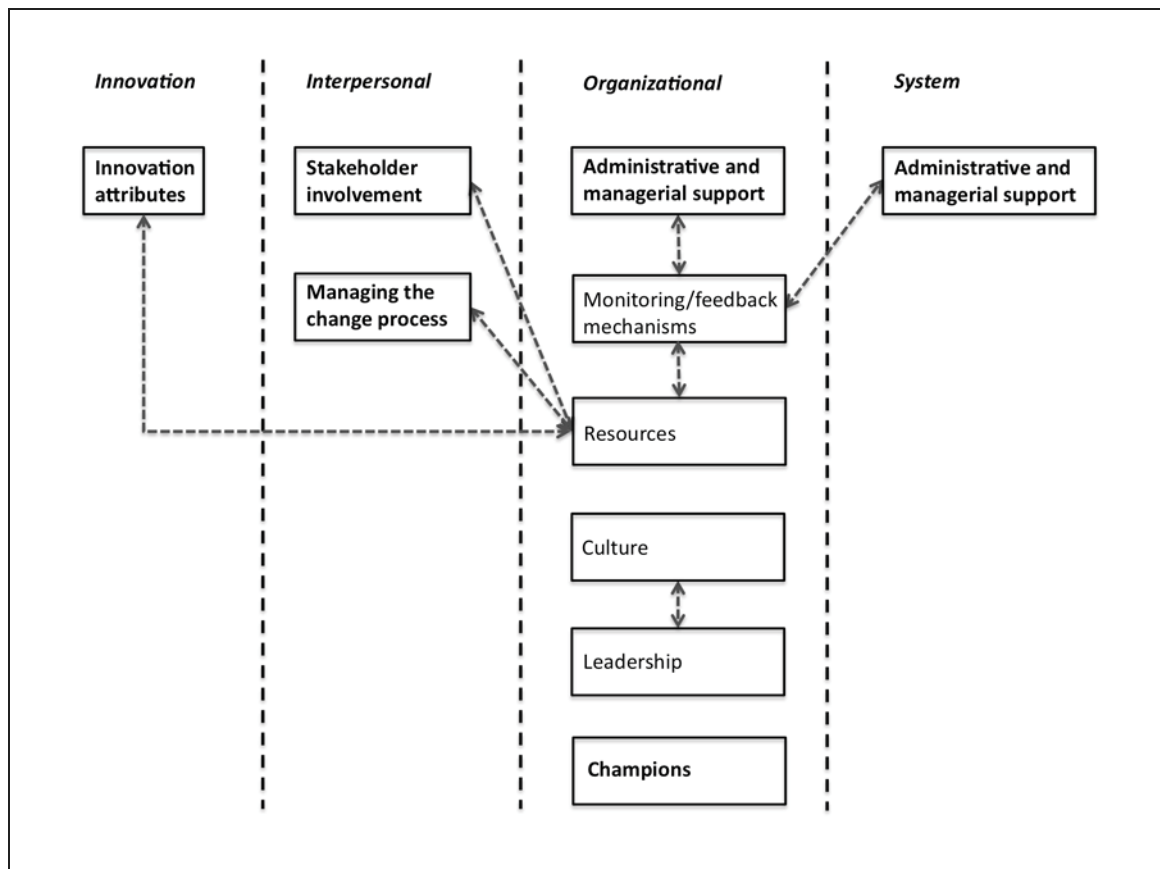 Innovation
Interpersonal
Organizational
System
Innovation
attributes
Stakeholder
involvement
Administrative and
managerial support
Administrative and
managerial support
Managing the
change process
Monitoring/feedback
mechanisms
Resources
Culture
Leadership
Champions